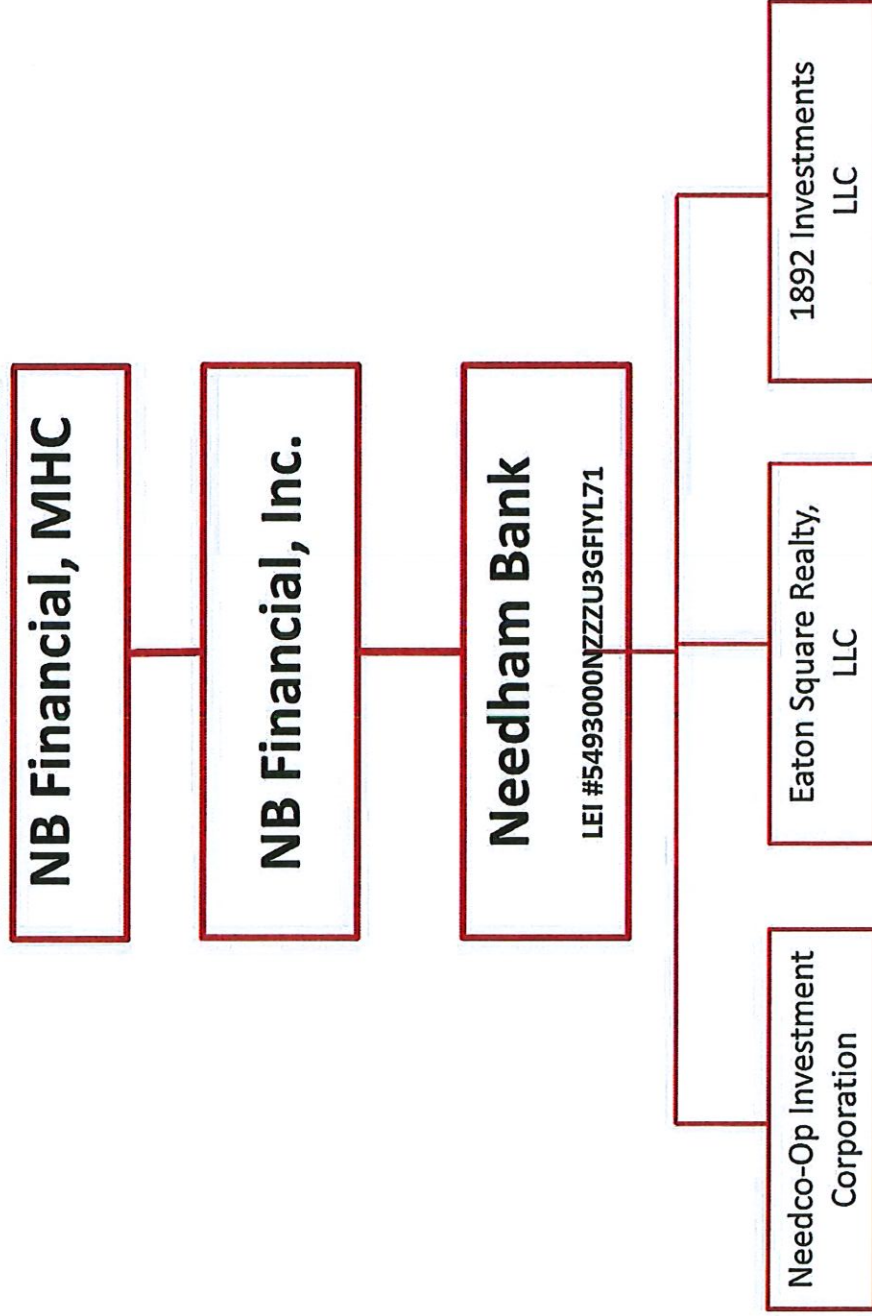 NB Financial, MHC
NB Financial, Inc.
Needham Bank
LEI #5493000NZZZU3GFIYL71
Needco-Op Investment
Corporation
Eaton Square Realty,
LLC
1892 Investments
LLC